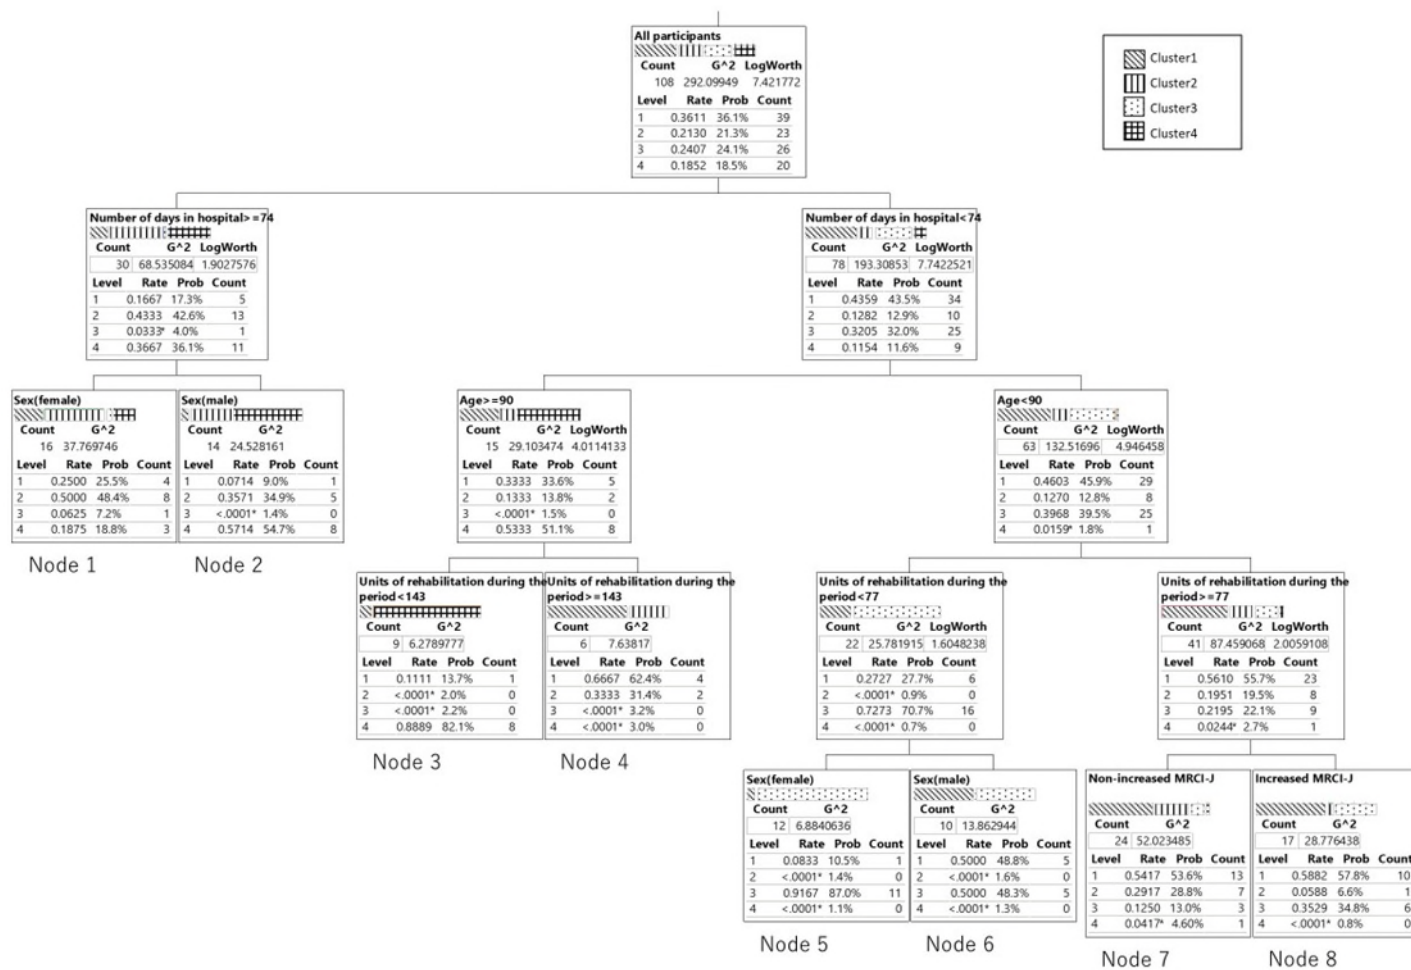 All participants
Count G^2 LogWorth
108 292.09949 7.421772
Level Rate Prob Count
1 0.3611 36.1% 39
2 0.2130 21.3% 23
3 0.2407 24.1% 26
4 0.1852 18.5% 20
Cluster1
Cluster2
Cluster3
Cluster4
Number of days in hospital>=74
Count G^2 LogWorth
30 68.535084 1.9027576
Level Rate Prob Count
1 0.1667 17.3% 5
2 0.4333 42.6% 13
3 0.0333* 4.0% 1
4 0.3667 36.1% 11
Number of days in hospital<74
Count G^2 LogWorth
78 193.30853 7.7422521
Level Rate Prob Count
1 0.4359 43.5% 34
2 0.1282 12.9% 10
3 0.3205 32.0% 25
4 0.1154 11.6% 9
Sex(female)
Count G^2
16 37.769746
Level Rate Prob Count
1 0.2500 25.5% 4
2 0.5000 48.4% 8
3 0.0625 7.2% 1
4 0.1875 18.8% 3
Node 1
Sex(male)
Count G^2
14 24.528161
Level Rate Prob Count
1 0.0714 9.0% 1
2 0.3571 34.9% 5
3 <.0001* 1.4% 0
4 0.5714 54.7% 8
Node 2
Age>=90
Count G^2 LogWorth
15 29.103474 4.0114133
Level Rate Prob Count
1 0.3333 33.6% 5
2 0.1333 13.8% 2
3 <.0001* 1.5% 0
4 0.5333 51.1% 8
Age<90
Count G^2 LogWorth
63 132.51696 4.946458
Level Rate Prob Count
1 0.4603 45.9% 29
2 0.1270 12.8% 8
3 0.3968 39.5% 25
4 0.0159* 1.8% 1
Units of rehabilitation during the
period<143
Count G^2
9 6.2789777
Level Rate Prob Count
1 0.1111 13.7% 1
2 <.0001* 2.0% 0
3 <.0001* 2.2% 0
4 0.8889 82.1% 8
Node 3
Units of rehabilitation during the
period>=143
Count G^2
6 7.63817
Level Rate Prob Count
1 0.6667 62.4% 4
2 0.3333 31.4% 2
3 <.0001* 3.2% 0
4 <.0001* 3.0% 0
Node 4
Units of rehabilitation during the
period<77
Count G^2 LogWorth
22 25.781915 1.6048238
Level Rate Prob Count
1 0.2727 27.7% 6
2 <.0001* 0.9% 0
3 0.7273 70.7% 16
4 <.0001* 0.7% 0
Units of rehabilitation during the
period>=77
Count G^2 LogWorth
41 87.459068 2.0059108
Level Rate Prob Count
1 0.5610 55.7% 23
2 0.1951 19.5% 8
3 0.2195 22.1% 9
4 0.0244* 2.7% 1
Sex(female)
Count G^2
12 6.8840636
Level Rate Prob Count
1 0.0833 10.5% 1
2 <.0001* 1.4% 0
3 0.9167 87.0% 11
4 <.0001* 1.1% 0
Node 5
Sex(male)
Count G^2
10 13.862944
Level Rate Prob Count
1 0.5000 48.8% 5
2 <.0001* 1.6% 0
3 0.5000 48.3% 5
4 <.0001* 1.3% 0
Node 6
Non-increased MRCI-J
Count G^2
24 52.023485
Level Rate Prob Count
1 0.5417 53.6% 13
2 0.2917 28.8% 7
3 0.1250 13.0% 3
4 0.0417* 4.60% 1
Node 7
Increased MRCI-J
Count G^2
17 28.776438
Level Rate Prob Count
1 0.5882 57.8% 10
2 0.0588 6.6% 1
3 0.3529 34.8% 6
4 <.0001* 0.8% 0
Node 8